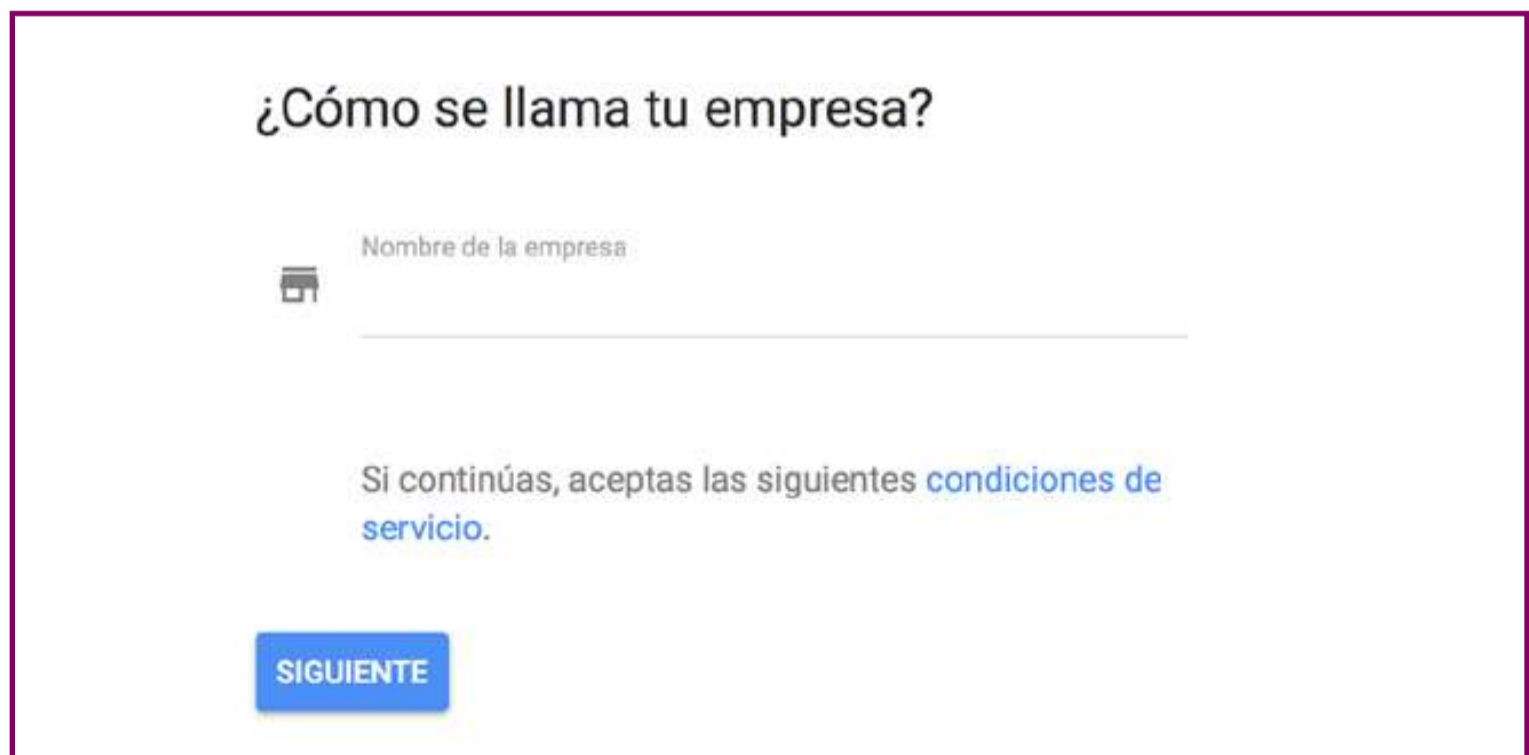 ¿Cómo se llama tu empresa?
Nombre de la empresa
Si continúas, aceptas las siguientes condiciones de
servicio.
SIGUIENTE